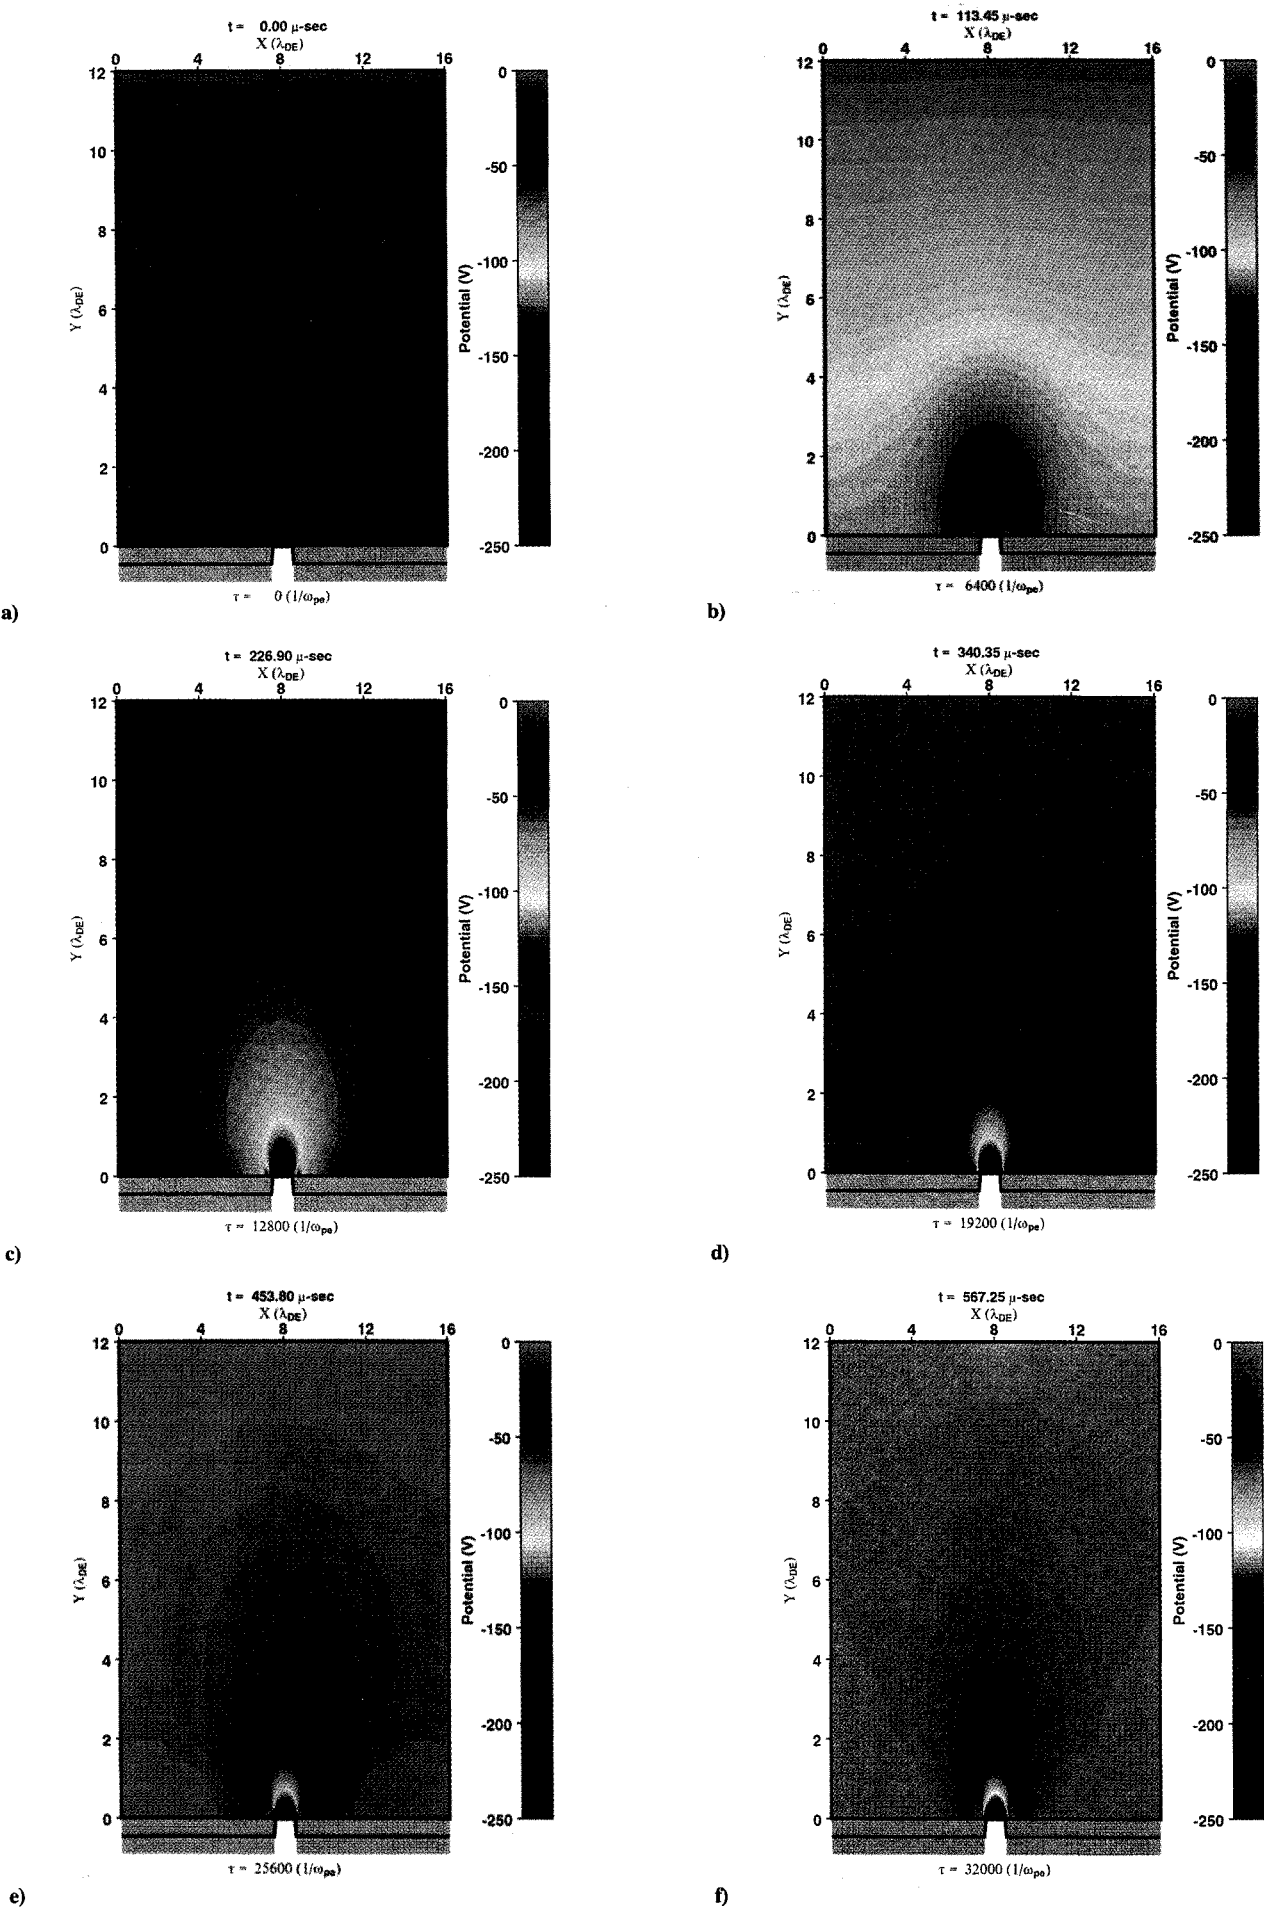 t = 0.00 μ-sec
X (λDE)
0 4 8 12 16
12
10
8
6
4
2
0
Y (λDE)
0
-50
-100
-150
-200
-250
Potential (V)
τ = 0 (1/ωpe)
a)
t = 113.45 μ-sec
X (λDE)
0 4 8 12 16
12
10
8
6
4
2
0
Y (λDE)
0
-50
-100
-150
-200
-250
Potential (V)
τ = 6400 (1/ωpe)
b)
t = 226.90 μ-sec
X (λDE)
0 4 8 12 16
12
10
8
6
4
2
0
Y (λDE)
0
-50
-100
-150
-200
-250
Potential (V)
τ = 12800 (1/ωpe)
c)
t = 340.35 μ-sec
X (λDE)
0 4 8 12 16
12
10
8
6
4
2
0
Y (λDE)
0
-50
-100
-150
-200
-250
Potential (V)
τ = 19200 (1/ωpe)
d)
t = 453.80 μ-sec
X (λDE)
0 4 8 12 16
12
10
8
6
4
2
0
Y (λDE)
0
-50
-100
-150
-200
-250
Potential (V)
τ = 25600 (1/ωpe)
e)
t = 567.25 μ-sec
X (λDE)
0 4 8 12 16
12
10
8
6
4
2
0
Y (λDE)
0
-50
-100
-150
-200
-250
Potential (V)
τ = 32000 (1/ωpe)
f)